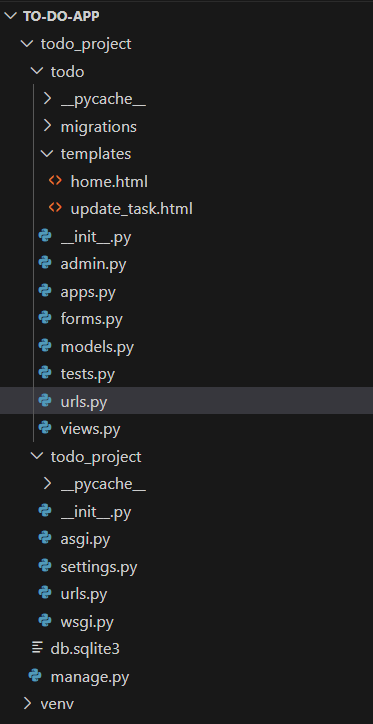 TO-DO-APP
todo_project
todo
__pycache__
migrations
templates
home.html
update_task.html
__init__.py
admin.py
apps.py
forms.py
models.py
tests.py
urls.py
views.py
todo_project
__pycache__
__init__.py
asgi.py
settings.py
urls.py
wsgi.py
db.sqlite3
manage.py
venv